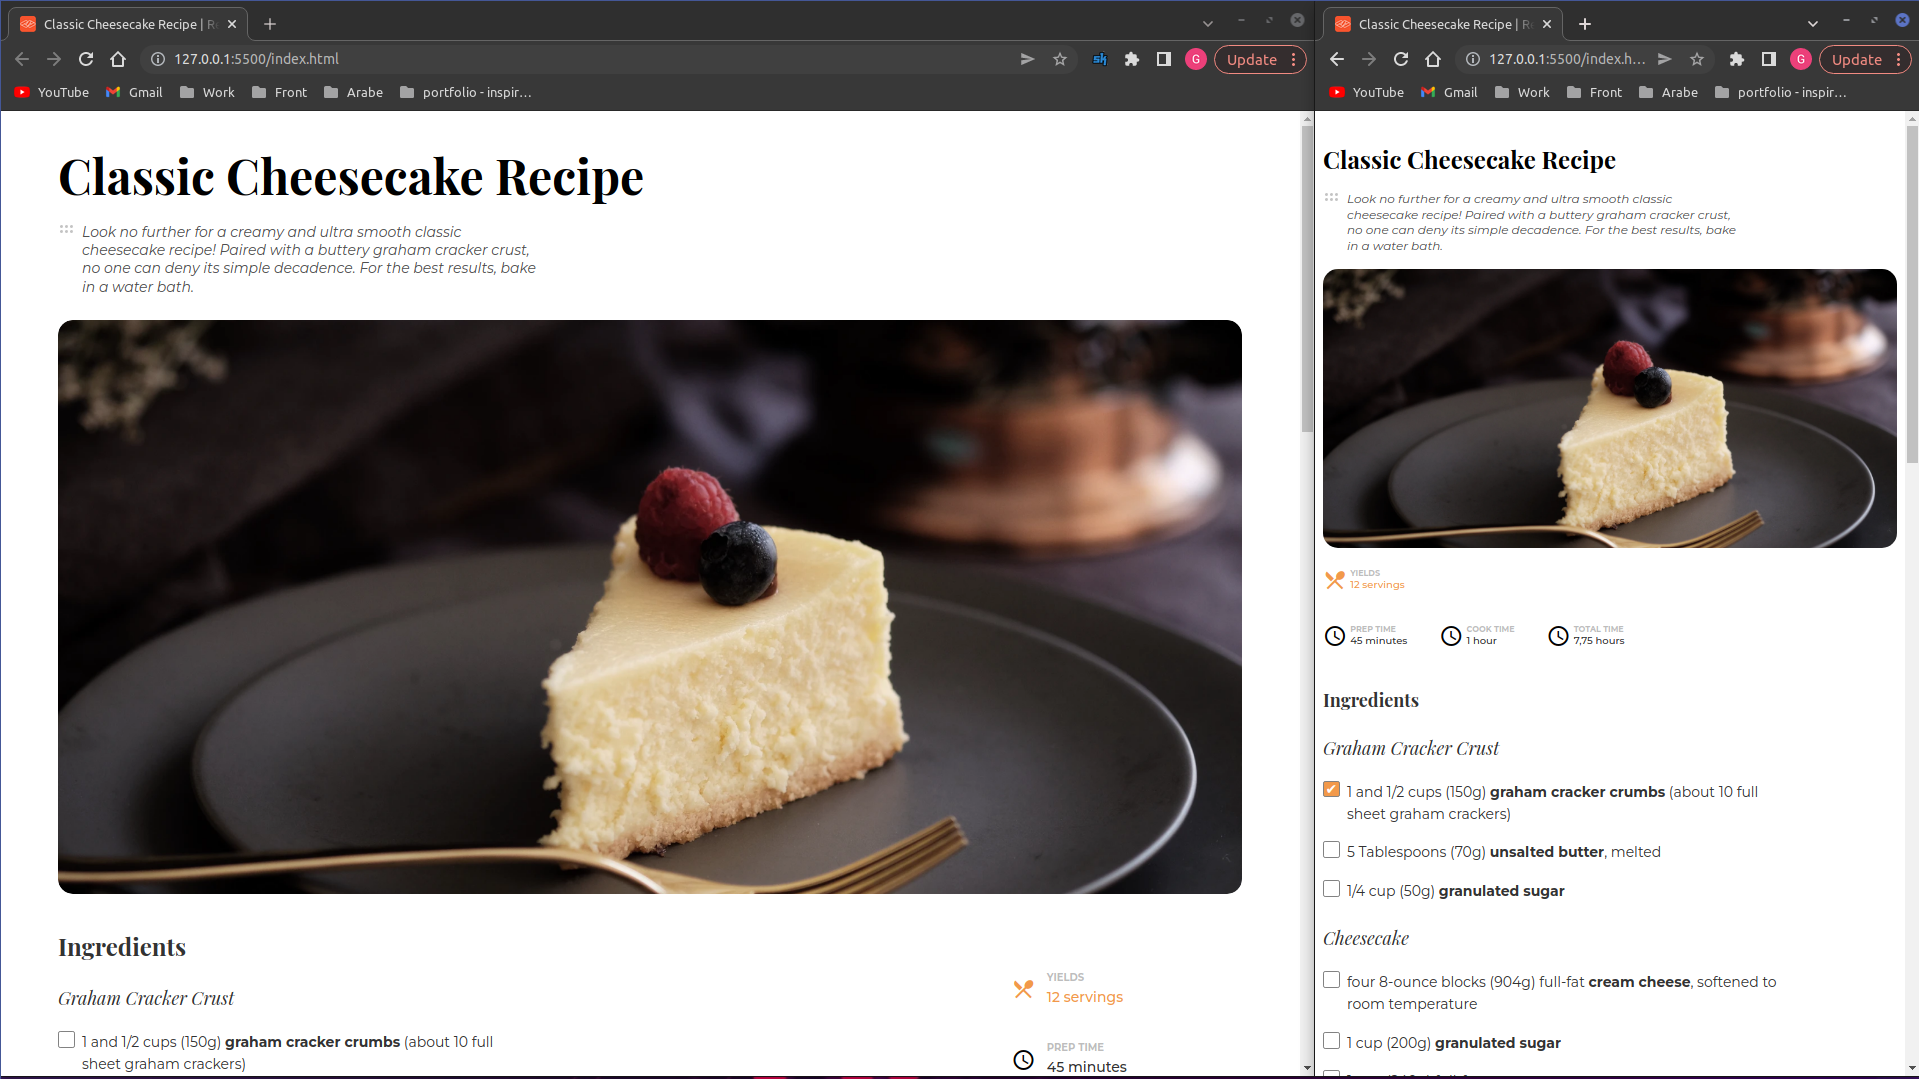 Classic Cheesecake Recipe | R
127.0.0.1:5500/index.html
sk
G
Update
YouTube
Gmail
Work
Front
Arabe
portfolio - inspir...
Classic Cheesecake Recipe
Look no further for a creamy and ultra smooth classic
cheesecake recipe! Paired with a buttery graham cracker crust,
no one can deny its simple decadence. For the best results, bake
in a water bath.
Ingredients
Graham Cracker Crust
1 and 1/2 cups (150g) graham cracker crumbs (about 10 full
sheet graham crackers)
YIELDS
12 servings
PREP TIME
45 minutes
Classic Cheesecake Recipe | R
127.0.0.1:5500/index.h...
G
Update
YouTube
Gmail
Work
Front
Arabe
portfolio - inspir...
Classic Cheesecake Recipe
Look no further for a creamy and ultra smooth classic
cheesecake recipe! Paired with a buttery graham cracker crust,
no one can deny its simple decadence. For the best results, bake
in a water bath.
YIELDS
12 servings
PREP TIME
45 minutes
COOK TIME
1 hour
TOTAL TIME
7,75 hours
Ingredients
Graham Cracker Crust
1 and 1/2 cups (150g) graham cracker crumbs (about 10 full
sheet graham crackers)
5 Tablespoons (70g) unsalted butter, melted
1/4 cup (50g) granulated sugar
Cheesecake
four 8-ounce blocks (904g) full-fat cream cheese, softened to
room temperature
1 cup (200g) granulated sugar